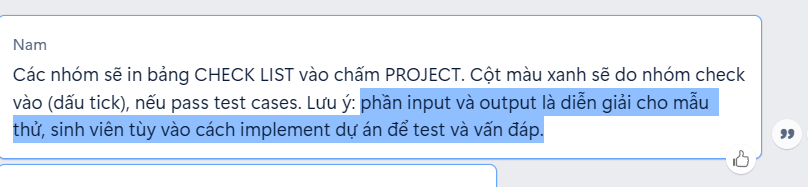 Nam
Các nhóm sẽ in bảng CHECK LIST vào chấm PROJECT. Cột màu xanh sẽ do nhóm check
vào (dấu tick), nếu pass test cases. Lưu ý: phần input và output là diễn giải cho mẫu
thử, sinh viên tùy vào cách implement dự án để test và vấn đáp.